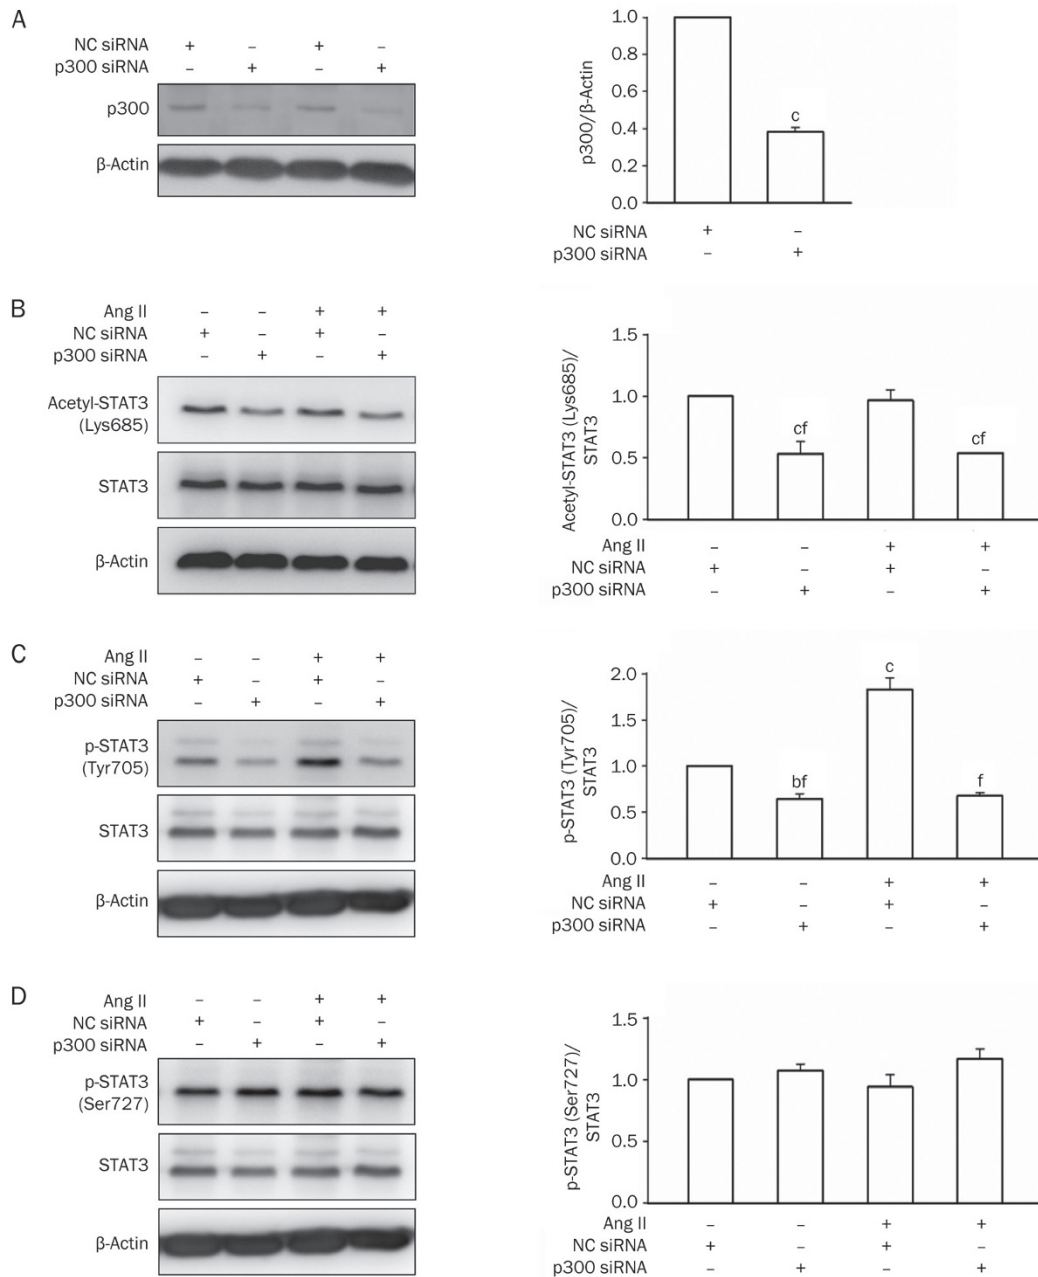 A
NC siRNA + – + –
p300 siRNA – + – +
p300
β-Actin
1.0
0.8
0.6
0.4
0.2
0.0
p300/β-Actin
c
NC siRNA + –
p300 siRNA – +
B
Ang II – – + +
NC siRNA + – + –
p300 siRNA – + – +
Acetyl-STAT3
(Lys685)
STAT3
β-Actin
1.5
1.0
0.5
0.0
Acetyl-STAT3 (Lys685)/
STAT3
cf
cf
Ang II – – + +
NC siRNA + – + –
p300 siRNA – + – +
C
Ang II – – + +
NC siRNA + – + –
p300 siRNA – + – +
p-STAT3
(Tyr705)
STAT3
β-Actin
2.0
1.5
1.0
0.5
0.0
p-STAT3 (Tyr705)/
STAT3
bf
c
f
Ang II – – + +
NC siRNA + – + –
p300 siRNA – + – +
D
Ang II – – + +
NC siRNA + – + –
p300 siRNA – + – +
p-STAT3
(Ser727)
STAT3
β-Actin
1.5
1.0
0.5
0.0
p-STAT3 (Ser727)/
STAT3
Ang II – – + +
NC siRNA + – + –
p300 siRNA – + – +